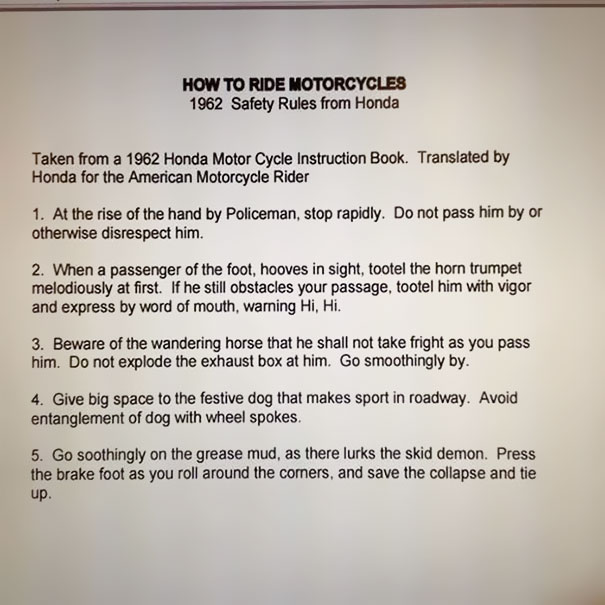 HOW TO RIDE MOTORCYCLES
1962 Safety Rules from Honda
Taken from a 1962 Honda Motor Cycle Instruction Book. Translated by
Honda for the American Motorcycle Rider
1. At the rise of the hand by Policeman, stop rapidly. Do not pass him by or
otherwise disrespect him.
2. When a passenger of the foot, hooves in sight, tootel the horn trumpet
melodiously at first. If he still obstacles your passage, tootel him with vigor
and express by word of mouth, warning Hi, Hi.
3. Beware of the wandering horse that he shall not take fright as you pass
him. Do not explode the exhaust box at him. Go smoothingly by.
4. Give big space to the festive dog that makes sport in roadway. Avoid
entanglement of dog with wheel spokes.
5. Go soothingly on the grease mud, as there lurks the skid demon. Press
the brake foot as you roll around the corners, and save the collapse and tie
up.